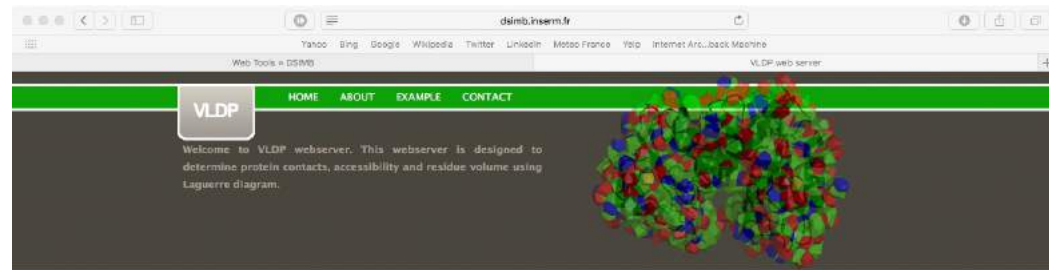 dsimb.inserm.fr
Yahoo Bing Google Wikipedia Twitter LinkedIn Meteo France Yelp Internet Arc...back Machine
Web Tools » DSIMB VLDP web server
VLDP HOME ABOUT EXAMPLE CONTACT
Welcome to VLDP webserver. This webserver is designed to
determine protein contacts, accessibility and residue volume using
Laguerre diagram.